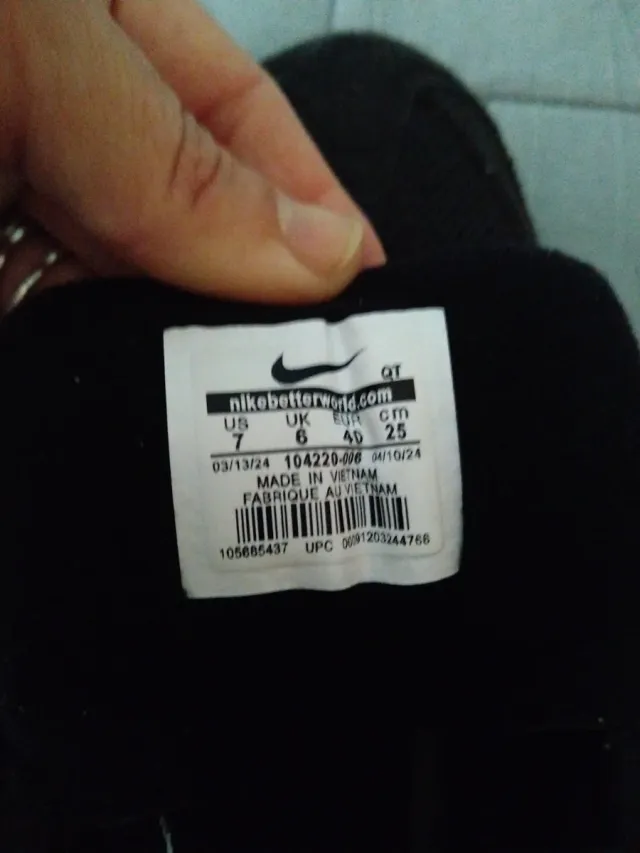 QT
nikebetterworld.com
US UK EUR cm
7 6 40 25
03/13/24 104220-006 04/10/24
MADE IN VIETNAM
FABRIQUE AU VIETNAM
105685437 UPC 00091203244766